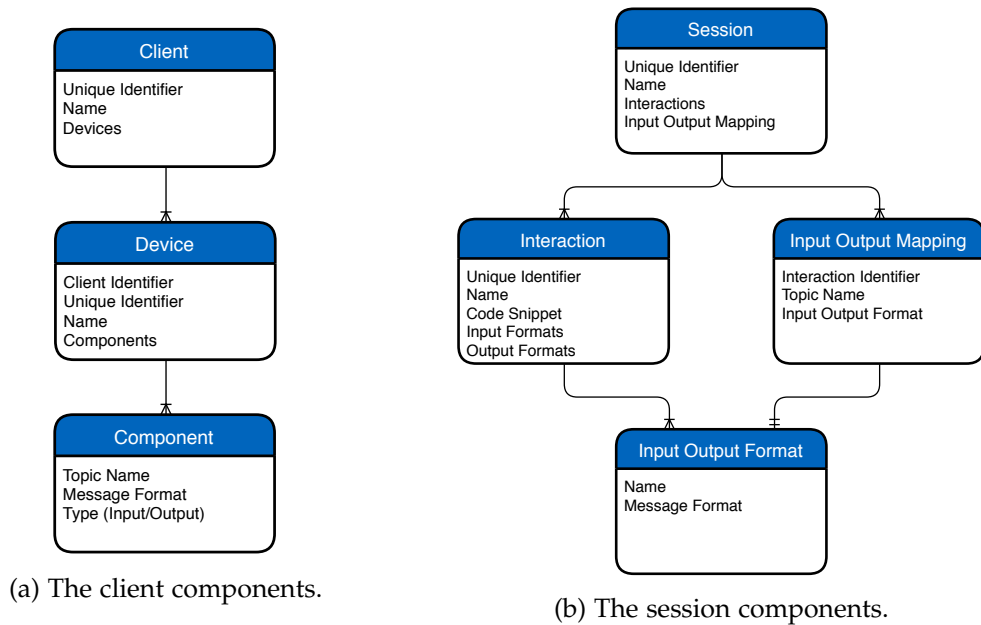 Client
Unique Identifier
Name
Devices
Device
Client Identifier
Unique Identifier
Name
Components
Component
Topic Name
Message Format
Type (Input/Output)
(a) The client components.
Session
Unique Identifier
Name
Interactions
Input Output Mapping
Interaction
Unique Identifier
Name
Code Snippet
Input Formats
Output Formats
Input Output Mapping
Interaction Identifier
Topic Name
Input Output Format
Input Output Format
Name
Message Format
(b) The session components.